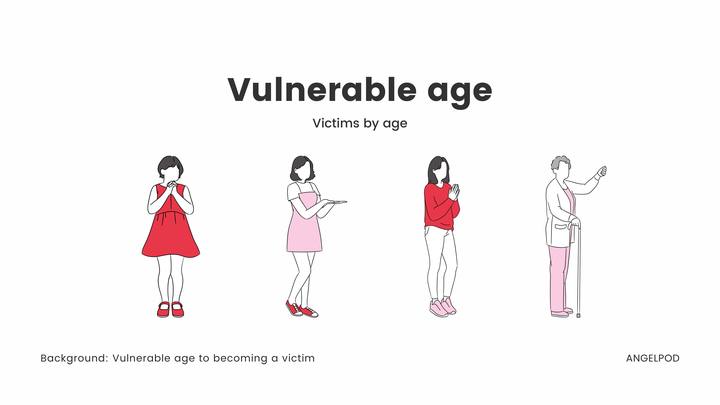 Vulnerable age
Victims by age
Background: Vulnerable age to becoming a victim
ANGELPOD